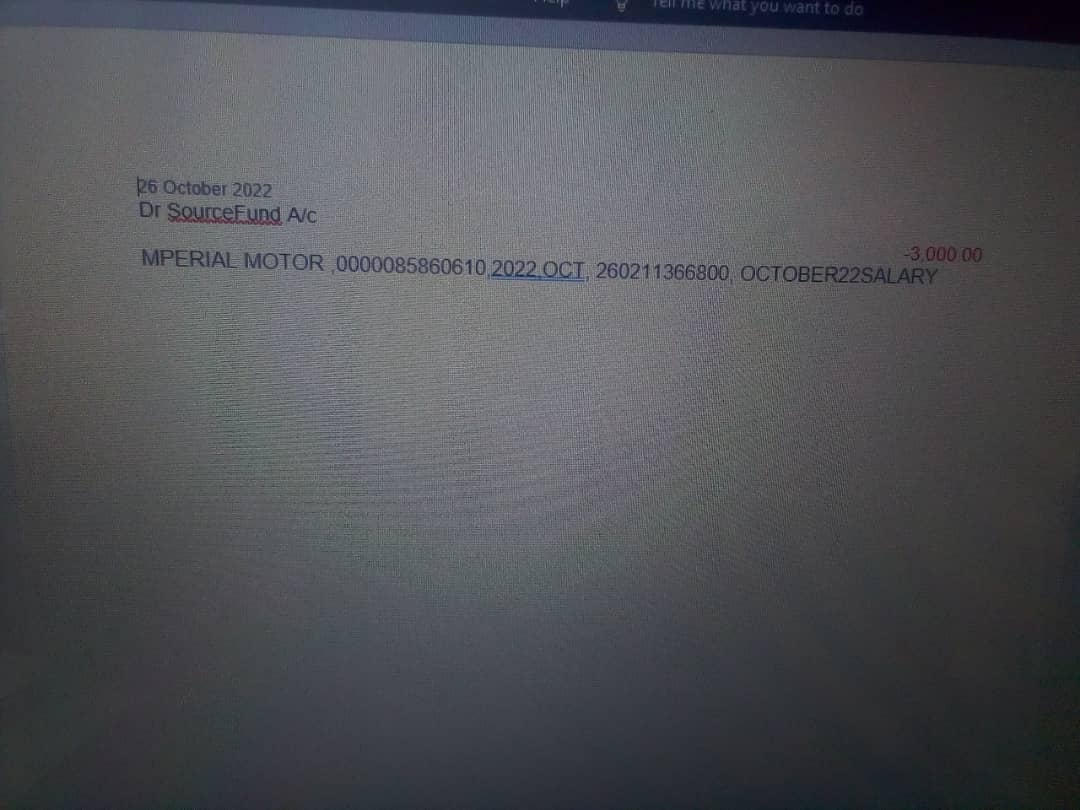 Tell me what you want to do
26 October 2022
Dr SourceFund A/c
-3,000.00
MPERIAL MOTOR ,0000085860610,2022,OCT, 260211366800, OCTOBER22SALARY